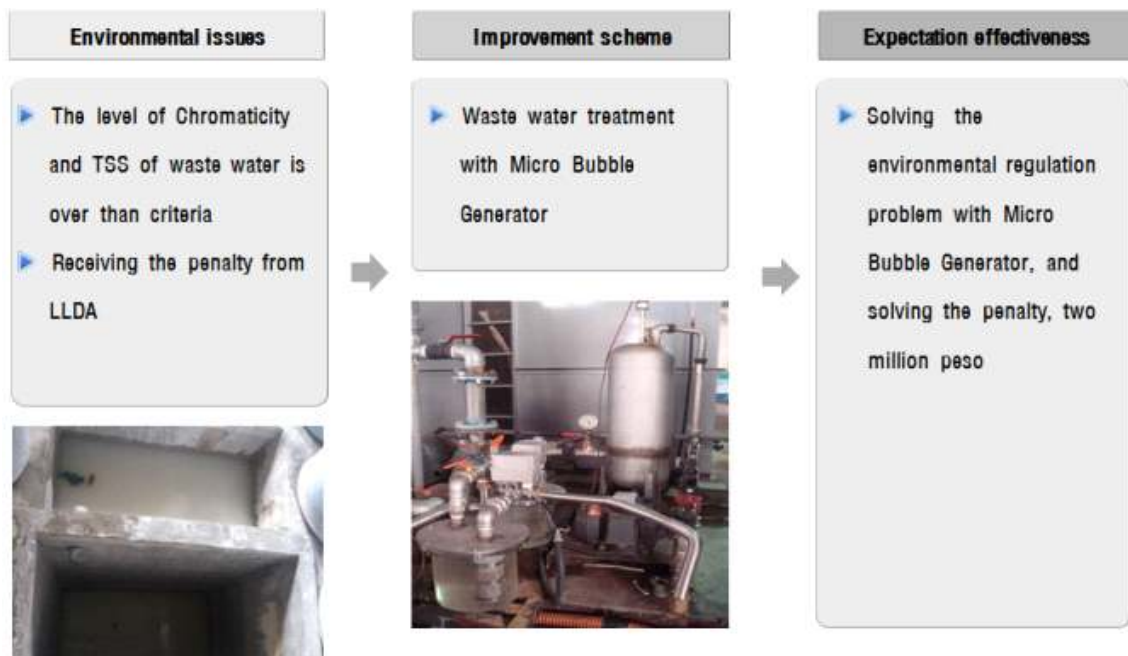 Environmental issues
The level of Chromaticity
and TSS of waste water is
over than criteria
Receiving the penalty from
LLDA
Improvement scheme
Waste water treatment
with Micro Bubble
Generator
Expectation effectiveness
Solving the
environmental regulation
problem with Micro
Bubble Generator, and
solving the penalty, two
million peso